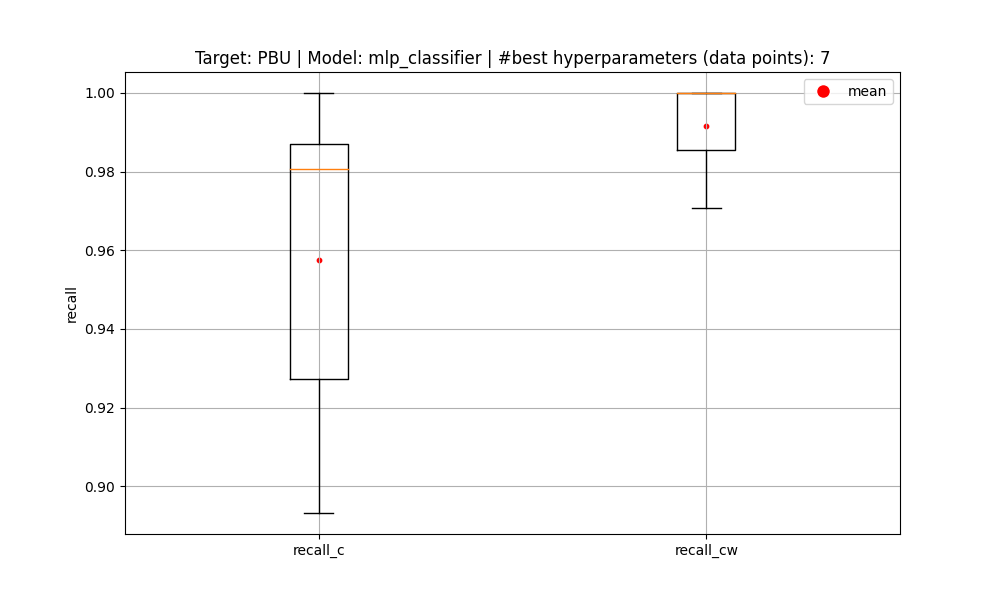 Target: PBU | Model: mlp_classifier | #best hyperparameters (data points): 7
mean
1.00
0.98
0.96
0.94
0.92
0.90
recall
recall_c
recall_cw